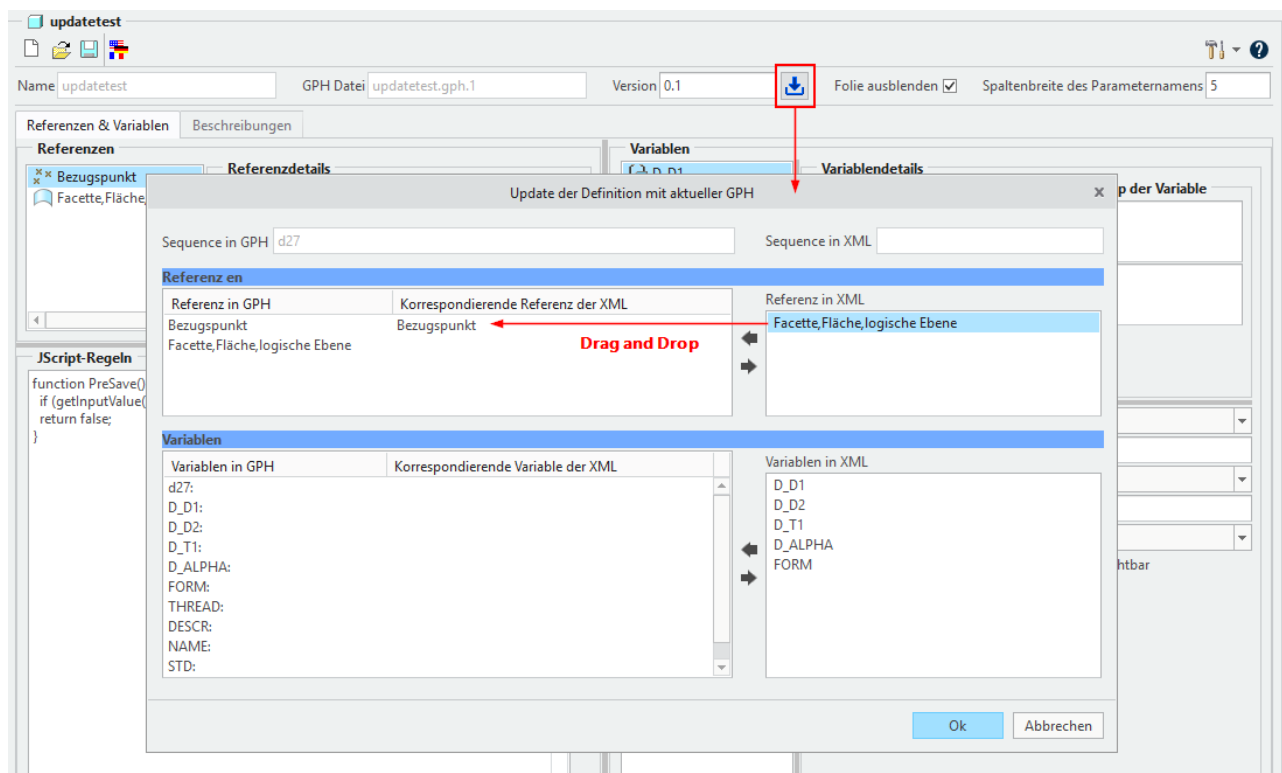 updatetest
Name updatetest GPH Datei updatetest.gph.1 Version 0.1 Folie ausblenden Spaltenbreite des Parameternamens 5
Referenzen & Variablen Beschreibungen
Referenzen Variablen
Bezugspunkt Referenzdetails D_D1 Variablendetails
Facette,Fläche, Update der Definition mit aktueller GPH x p der Variable
Sequence in GPH d27 Sequence in XML
Referenz en
Referenz in GPH Korrespondierende Referenz der XML Referenz in XML
Bezugspunkt Bezugspunkt Facette,Fläche,logische Ebene
Facette,Fläche,logische Ebene Drag and Drop
JScript-Regeln
function PreSave()
if (getInputValue(
return false;
}
Variablen
Variablen in GPH Korrespondierende Variable der XML Variablen in XML
d27: D_D1
D_D1: D_D2
D_D2: D_T1
D_T1: D_ALPHA
D_ALPHA: FORM
FORM:
THREAD:
DESCR:
NAME:
STD:
htbar
Ok Abbrechen